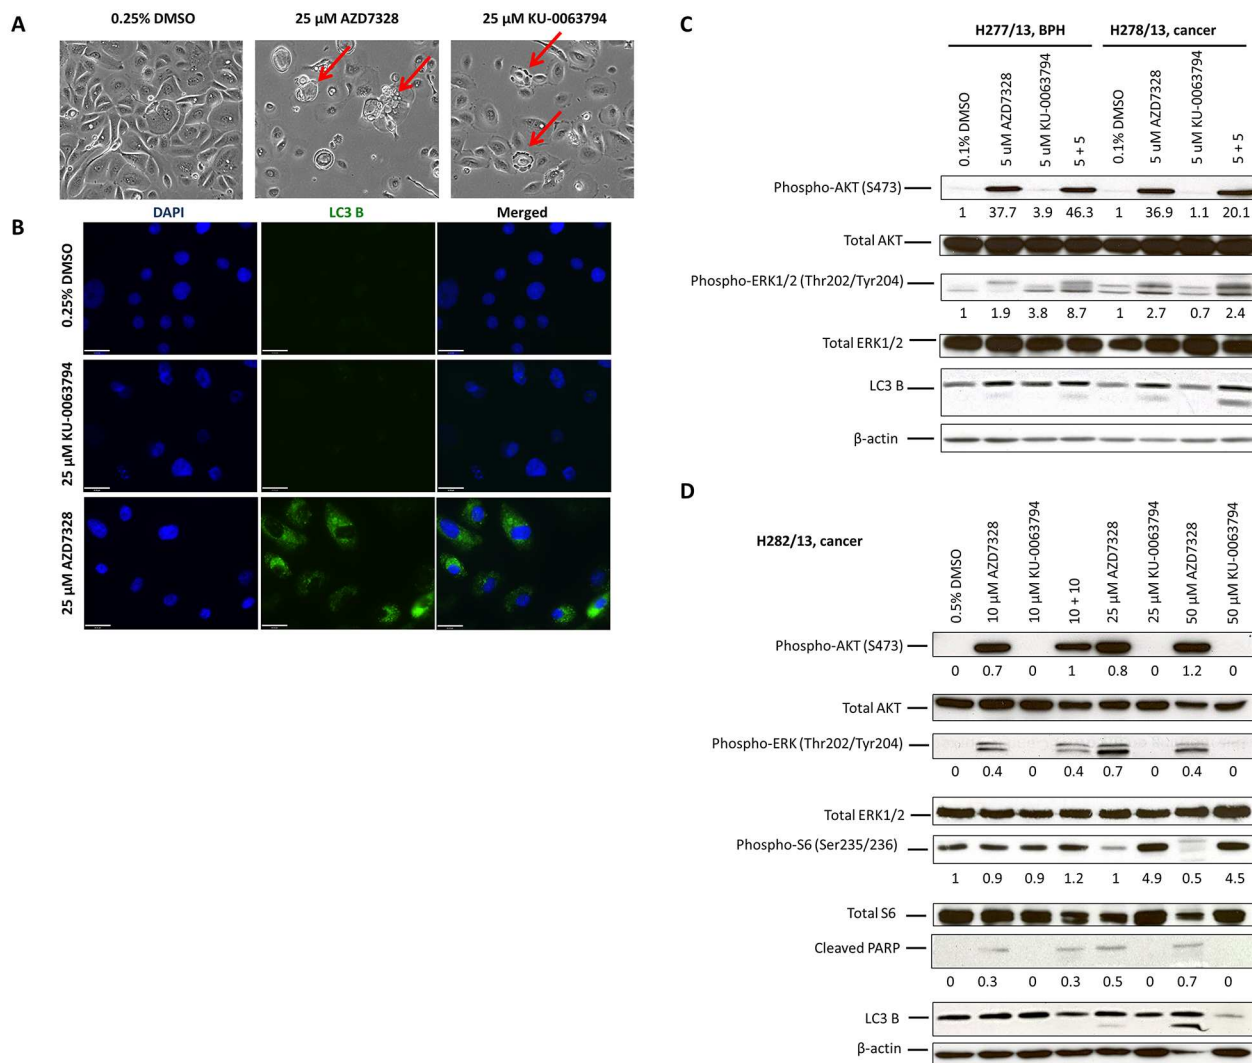 A
0.25% DMSO
25 µM AZD7328
25 µM KU-0063794
B
DAPI
LC3 B
Merged
0.25% DMSO
25 µM KU-0063794
25 µM AZD7328
C
H277/13, BPH
H278/13, cancer
0.1% DMSO
5 uM AZD7328
5 uM KU-0063794
5 + 5
0.1% DMSO
5 uM AZD7328
5 uM KU-0063794
5 + 5
Phospho-AKT (S473)
1 37.7 3.9 46.3 1 36.9 1.1 20.1
Total AKT
Phospho-ERK1/2 (Thr202/Tyr204)
1 1.9 3.8 8.7 1 2.7 0.7 2.4
Total ERK1/2
LC3 B
β-actin
D
H282/13, cancer
0.5% DMSO
10 µM AZD7328
10 µM KU-0063794
10 + 10
25 µM AZD7328
25 µM KU-0063794
50 µM AZD7328
50 µM KU-0063794
Phospho-AKT (S473)
0 0.7 0 1 0.8 0 1.2 0
Total AKT
Phospho-ERK (Thr202/Tyr204)
0 0.4 0 0.4 0.7 0 0.4 0
Total ERK1/2
Phospho-S6 (Ser235/236)
1 0.9 0.9 1.2 1 4.9 0.5 4.5
Total S6
Cleaved PARP
0 0.3 0 0.3 0.5 0 0.7 0
LC3 B
β-actin